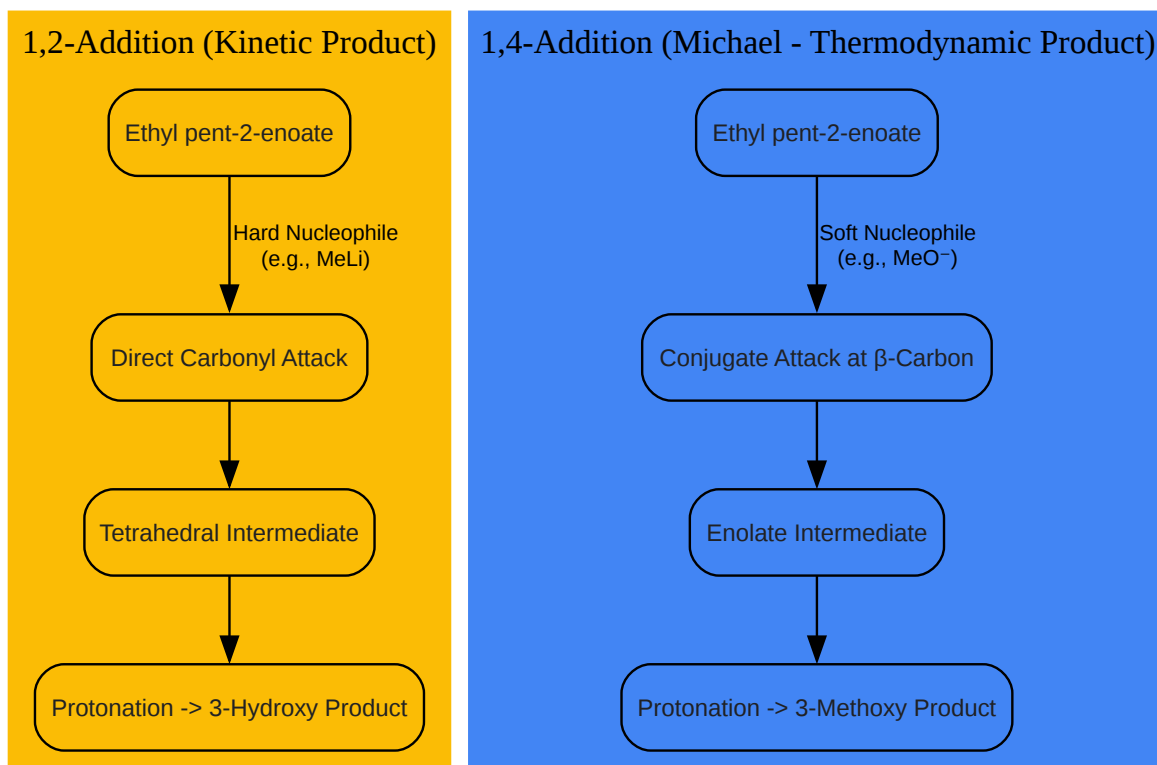 1,2-Addition (Kinetic Product)
Ethyl pent-2-enoate
Hard Nucleophile
(e.g., MeLi)
Direct Carbonyl Attack
Tetrahedral Intermediate
Protonation -> 3-Hydroxy Product
1,4-Addition (Michael - Thermodynamic Product)
Ethyl pent-2-enoate
Soft Nucleophile
(e.g., MeO⁻)
Conjugate Attack at β-Carbon
Enolate Intermediate
Protonation -> 3-Methoxy Product